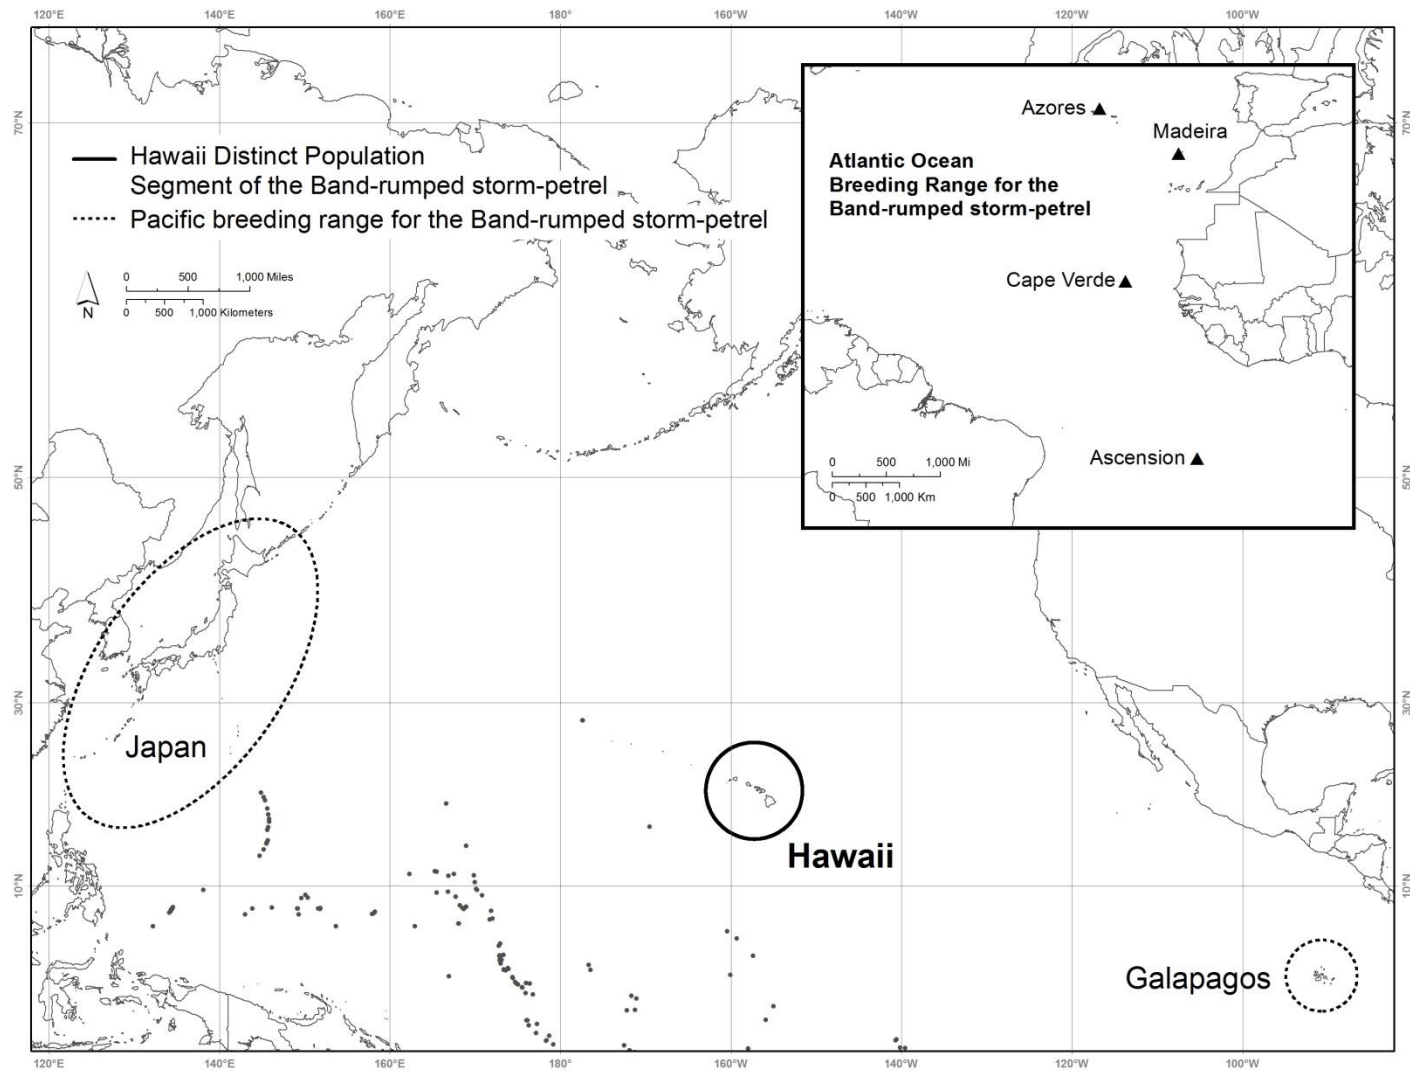 120°E 140°E 160°E 180° 160°W 140°W 120°W 100°W
70°N 70°N
50°N 50°N
30°N 30°N
10°N 10°N
Hawaii Distinct Population
Segment of the Band-rumped storm-petrel
Pacific breeding range for the Band-rumped storm-petrel
0 500 1,000 Miles
0 500 1,000 Kilometers
N
Azores
Madeira
Atlantic Ocean
Breeding Range for the
Band-rumped storm-petrel
Cape Verde
Ascension
0 500 1,000 Mi
0 500 1,000 Km
Japan
Hawaii
Galapagos
120°E 140°E 160°E 180° 160°W 140°W 120°W 100°W